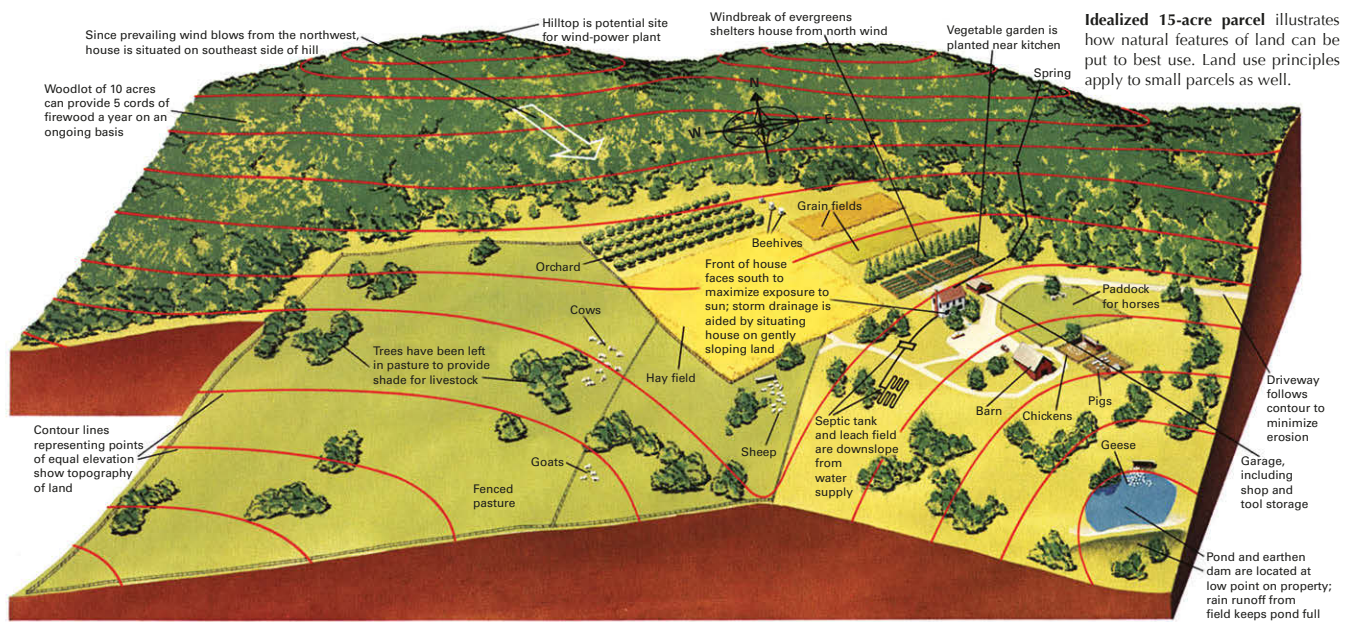 Since prevailing wind blows from the northwest,
house is situated on southeast side of hill
Hilltop is potential site
for wind-power plant
Windbreak of evergreens
shelters house from north wind
Vegetable garden is
planted near kitchen
Spring
Idealized 15-acre parcel illustrates
how natural features of land can be
put to best use. Land use principles
apply to small parcels as well.
Woodlot of 10 acres
can provide 5 cords of
firewood a year on an
ongoing basis
N
W
E
S
Grain fields
Beehives
Orchard
Front of house
faces south to
maximize exposure to
sun; storm drainage is
aided by situating
house on gently
sloping land
Paddock
for horses
Cows
Trees have been left
in pasture to provide
shade for livestock
Hay field
Driveway
follows
contour to
minimize
erosion
Barn
Chickens
Pigs
Septic tank
and leach field
are downslope
from
water
supply
Contour lines
representing points
of equal elevation
show topography
of land
Sheep
Goats
Geese
Garage,
including
shop and
tool storage
Fenced
pasture
Pond and earthen
dam are located at
low point on property;
rain runoff from
field keeps pond full